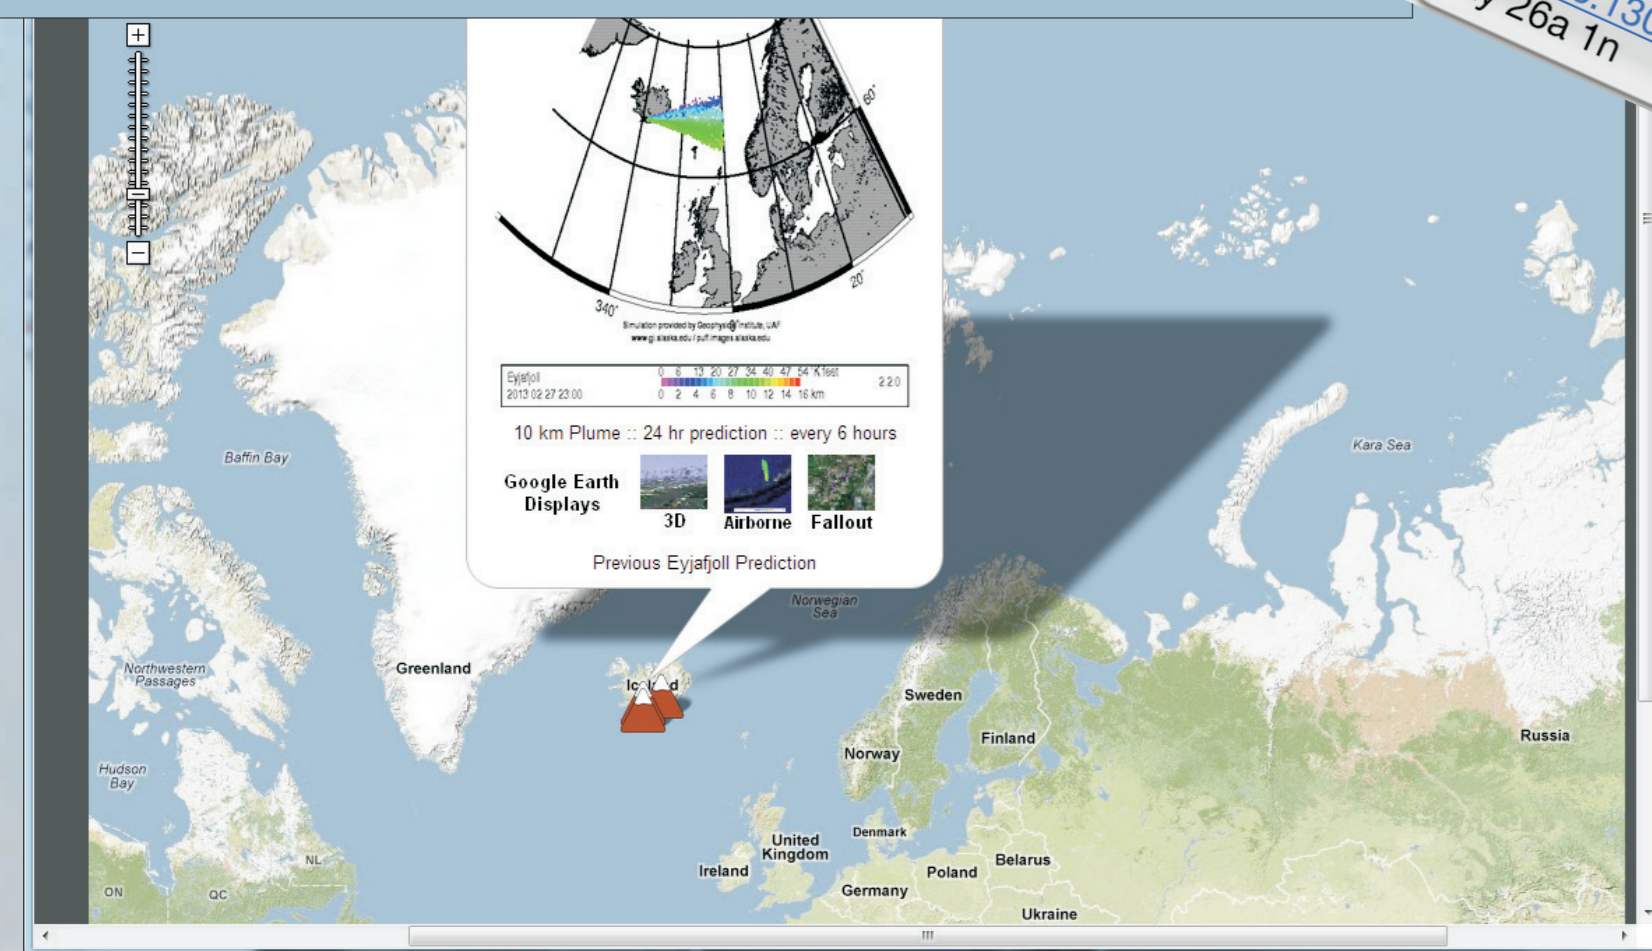 26a 1n
60°
20°
340°
Simulation provided by Geophysical Institute, UAF
www.gi.alaska.edu / puff.images.alaska.edu
0 6 13 20 27 34 40 47 54 K feet
Eyjafjoll
2.2.0
2013 02 27 23:00
0 2 4 6 8 10 12 14 16 km
10 km Plume :: 24 hr prediction :: every 6 hours
Google Earth
Displays
3D
Airborne
Fallout
Previous Eyjafjoll Prediction
Baffin Bay
Kara Sea
Norwegian
Sea
Northwestern
Passages
Greenland
Iceland
Sweden
Norway
Finland
Russia
Hudson
Bay
United
Kingdom
Denmark
Ireland
Poland
Belarus
Germany
Ukraine
NL
ON
QC